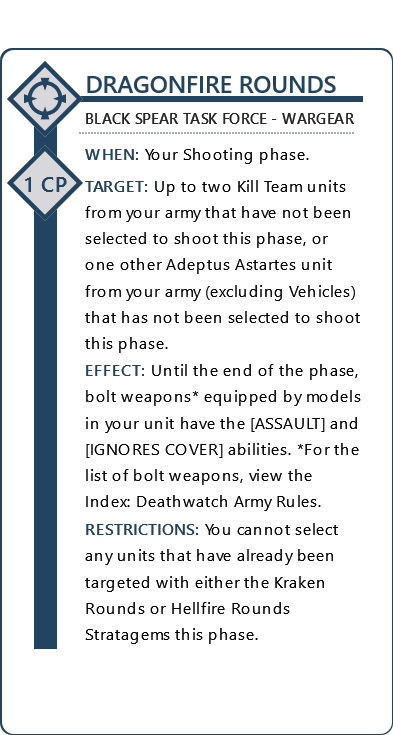 DRAGONFIRE ROUNDS
BLACK SPEAR TASK FORCE - WARGEAR
WHEN: Your Shooting phase.
1 CP
TARGET: Up to two Kill Team units
from your army that have not been
selected to shoot this phase, or
one other Adeptus Astartes unit
from your army (excluding Vehicles)
that has not been selected to shoot
this phase.
EFFECT: Until the end of the phase,
bolt weapons* equipped by models
in your unit have the [ASSAULT] and
[IGNORES COVER] abilities. *For the
list of bolt weapons, view the
Index: Deathwatch Army Rules.
RESTRICTIONS: You cannot select
any units that have already been
targeted with either the Kraken
Rounds or Hellfire Rounds
Stratagems this phase.